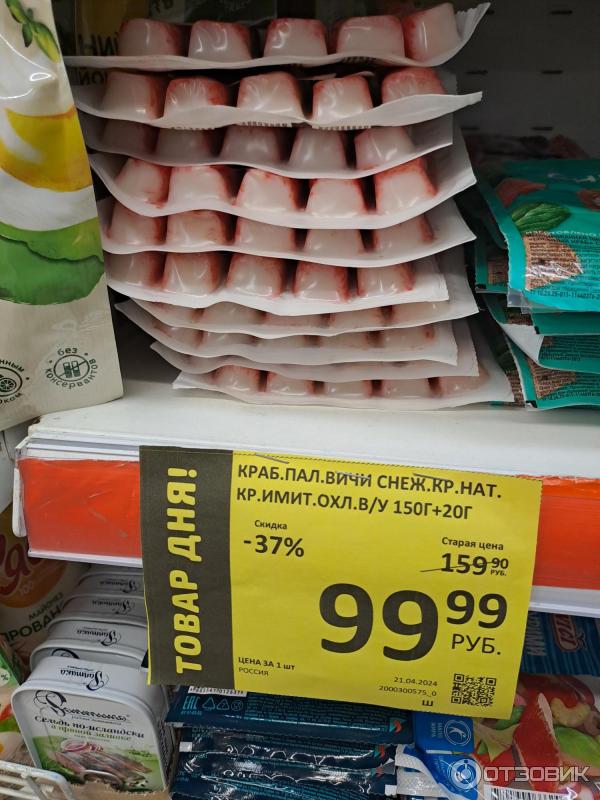 без
консервантов
ТОВАР ДНЯ!
КРАБ.ПАЛ.ВИЧИ СНЕЖ.КР.НАТ.
КР.ИМИТ.ОХЛ.В/У 150Г+20Г
Скидка
-37%
Старая цена
159 90
РУБ.
99 99
РУБ.
ЦЕНА ЗА 1 ШТ
РОССИЯ
21.04.2024
2000300575_0
Ш
Сельдь по-исландски
в пряной заливке
ОТЗОВИК